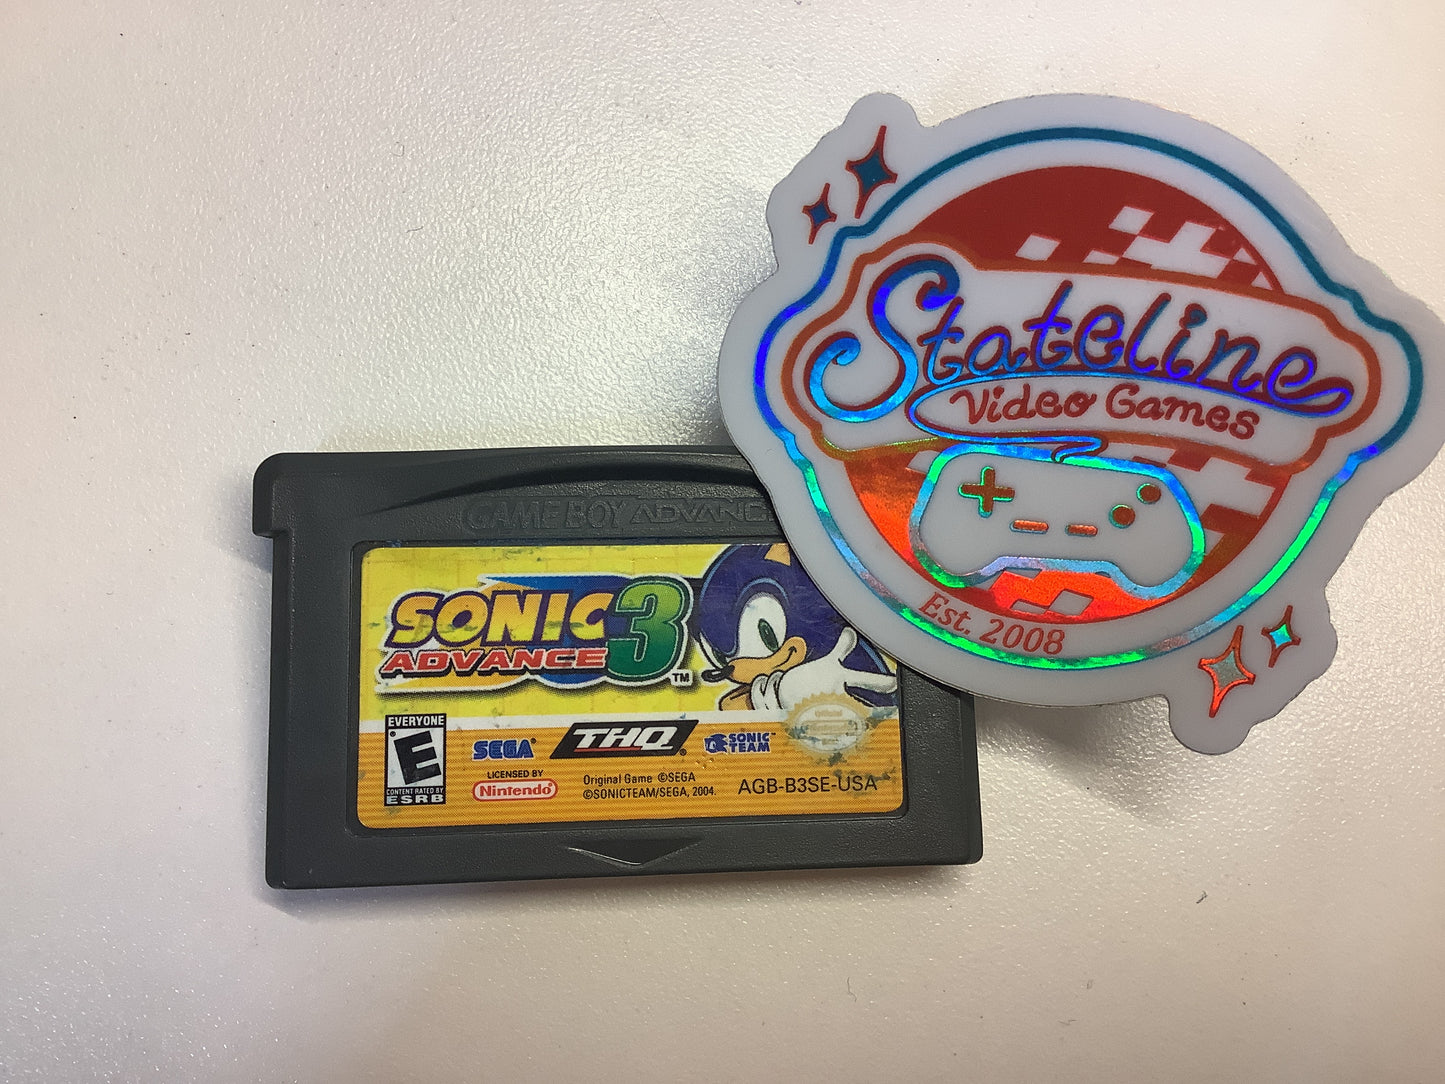 Stateline
Video Games
Est. 2008
GAME BOY ADVANC
SONIC
ADVANCE 3
TM
EVERYONE
E
CONTENT RATED BY
ESRB
SEGA
THQ
SONIC
TEAM
LICENSED BY
Nintendo
Original Game ©SEGA
©SONICTEAM/SEGA, 2004.
AGB-B3SE-USA